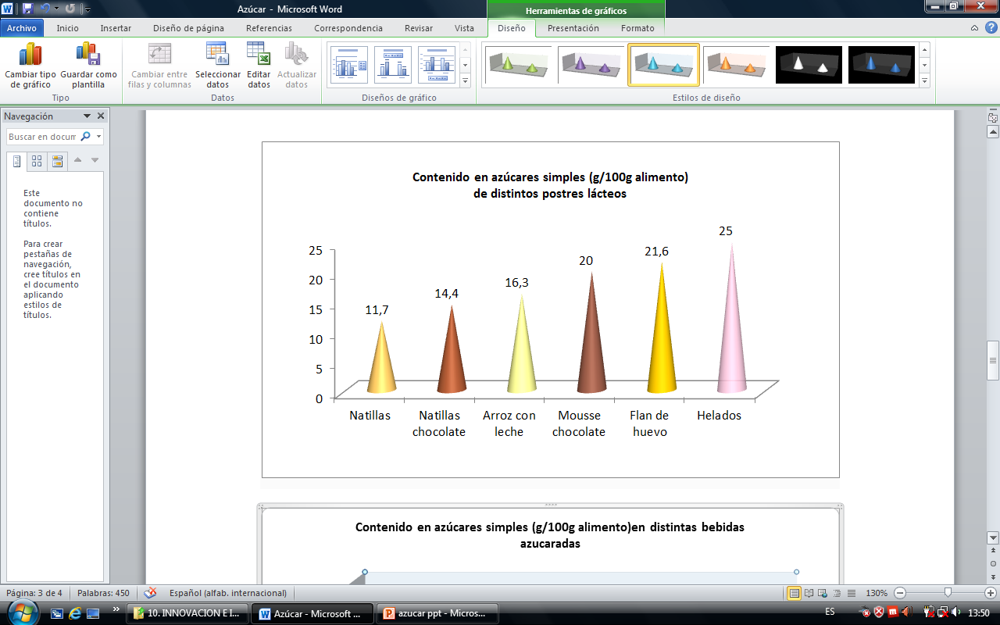 Azúcar - Microsoft Word
Herramientas de gráficos
Archivo Inicio Insertar Diseño de página Referencias Correspondencia Revisar Vista Diseño Presentación Formato
Cambiar tipo de gráfico
Guardar como plantilla
Cambiar entre filas y columnas
Seleccionar datos
Editar datos
Actualizar datos
Tipo Datos Diseños de gráfico Estilos de diseño
Navegación
Buscar en docum
Este
documento no
contiene
títulos.
Para crear
pestañas de
navegación,
cree títulos en
el documento
aplicando
estilos de
títulos.
Contenido en azúcares simples (g/100g alimento)
de distintos postres lácteos
25
20
15
10
5
0
11,7
14,4
16,3
20
21,6
25
Natillas
Natillas
chocolate
Arroz con
leche
Mousse
chocolate
Flan de
huevo
Helados
Contenido en azúcares simples (g/100g alimento)en distintas bebidas
azucaradas
Página: 3 de 4 Palabras: 450 Español (alfab. internacional) 130%
10. INNOVACION E I... Azúcar - Microsoft ... azucar ppt - Micros... ES 13:50